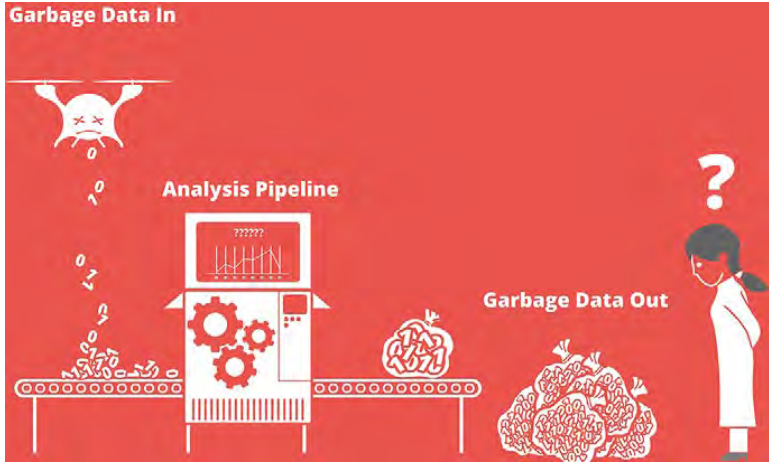 Garbage Data In
Analysis Pipeline
??????
Garbage Data Out
?